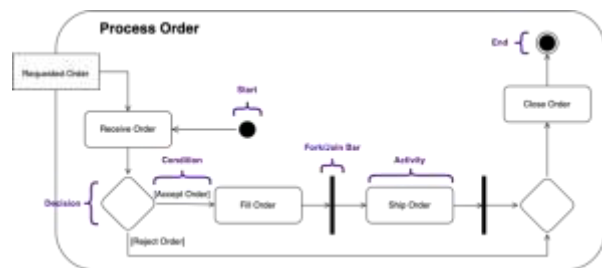 Process Order
End
Requested Order
Start
Close Order
Receive Order
Fork/Join Bar
Condition
Activity
Decision
[Accept Order]
Fill Order
Ship Order
[Reject Order]